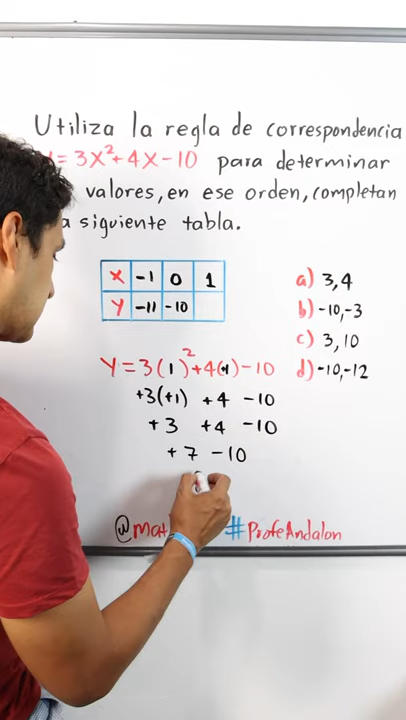 Utiliza la regla de correspondencia
= 3X²+4X-10 para determinar
valores, en ese orden, completan
a siguiente tabla.
X -1 0 1
Y -11 -10
a) 3,4
b) -10,-3
c) 3,10
d) -10,-12
Y=3(1)²+4(1)-10
+3(+1) +4 -10
+3 +4 -10
+7 -10
@mat
#ProfeAndalon